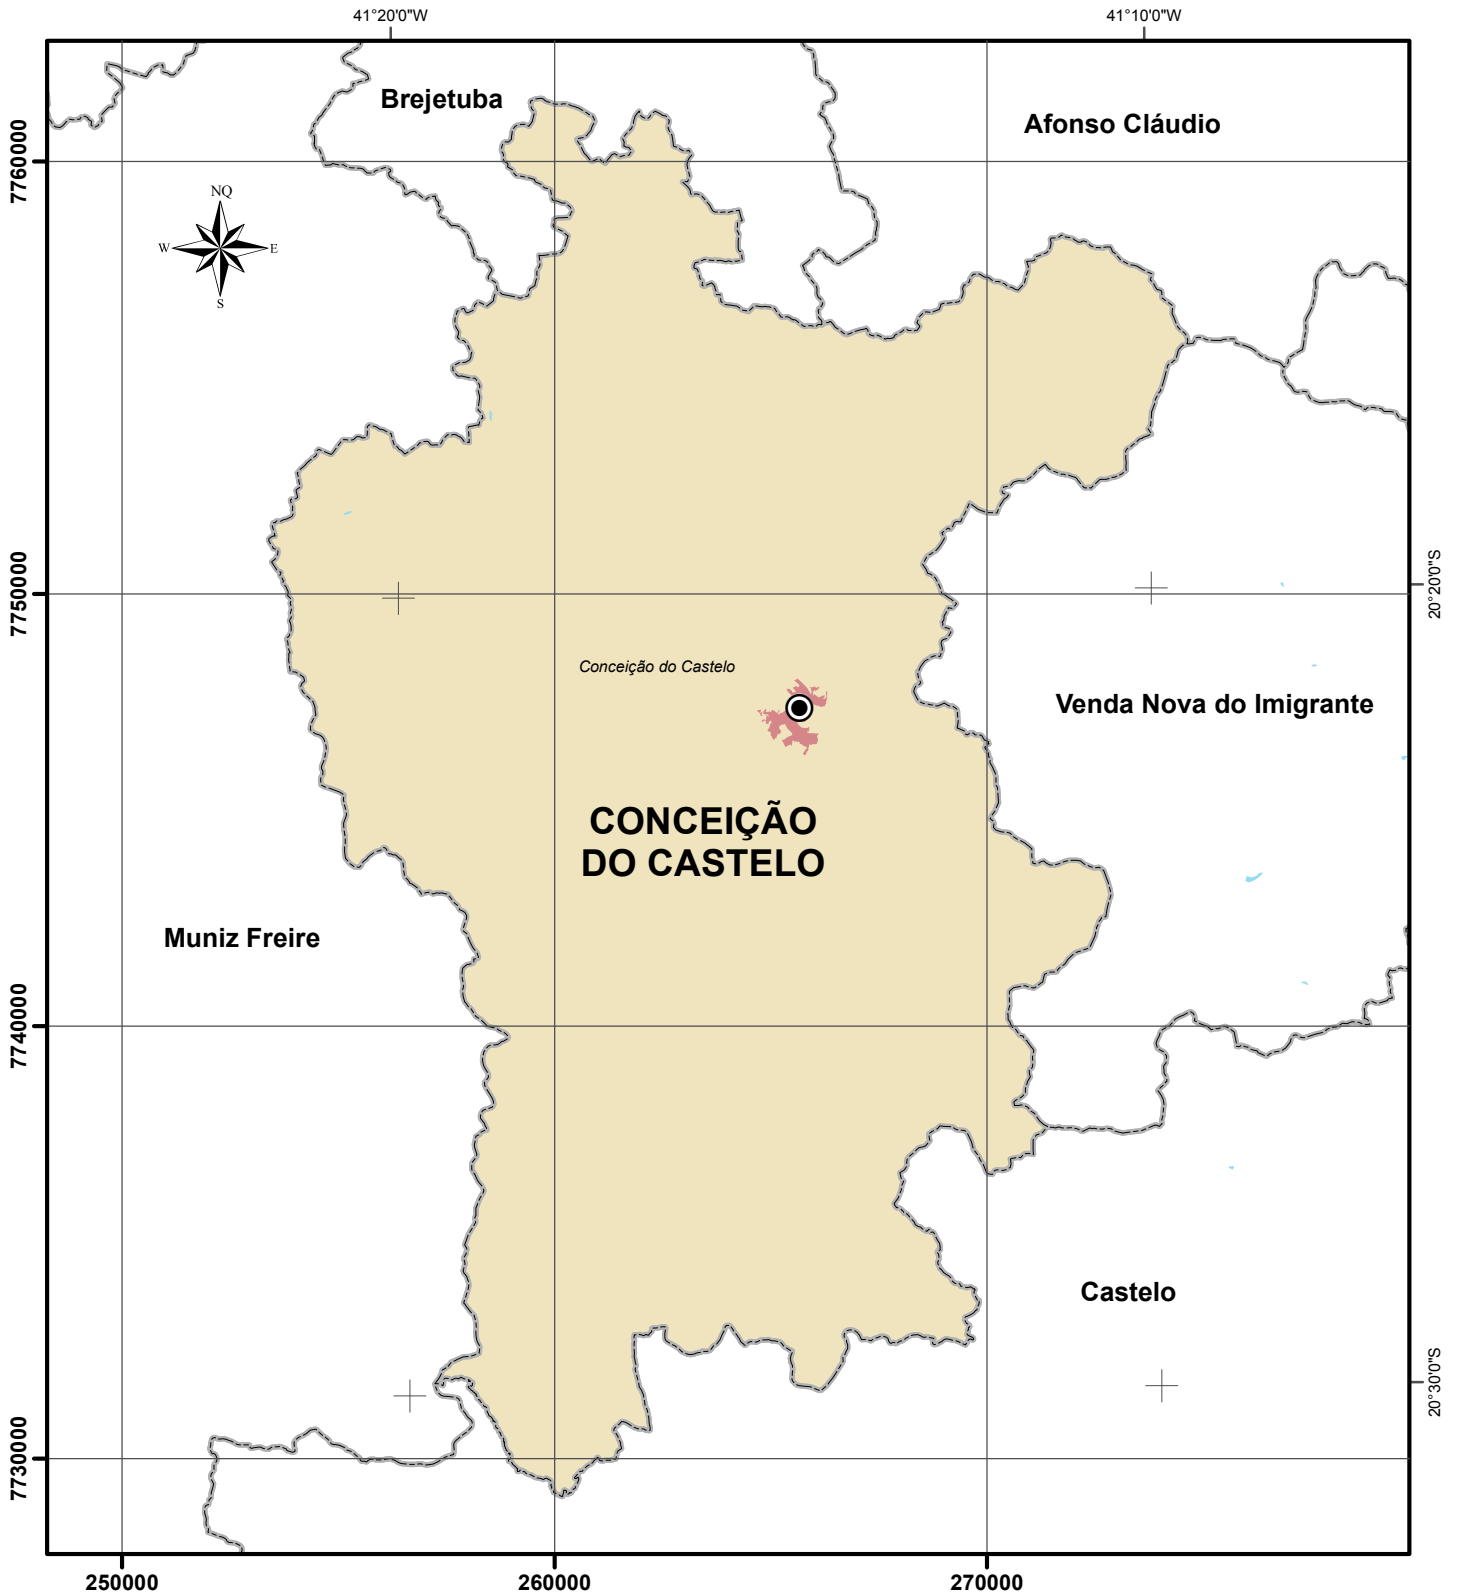 41°20'0"W
41°10'0"W
Brejetuba
Afonso Cláudio
7760000
NQ
W
E
S
7750000
20°20'0"S
Conceição do Castelo
Venda Nova do Imigrante
CONCEIÇÃO
DO CASTELO
Muniz Freire
7740000
Castelo
20°30'0"S
7730000
250000
260000
270000